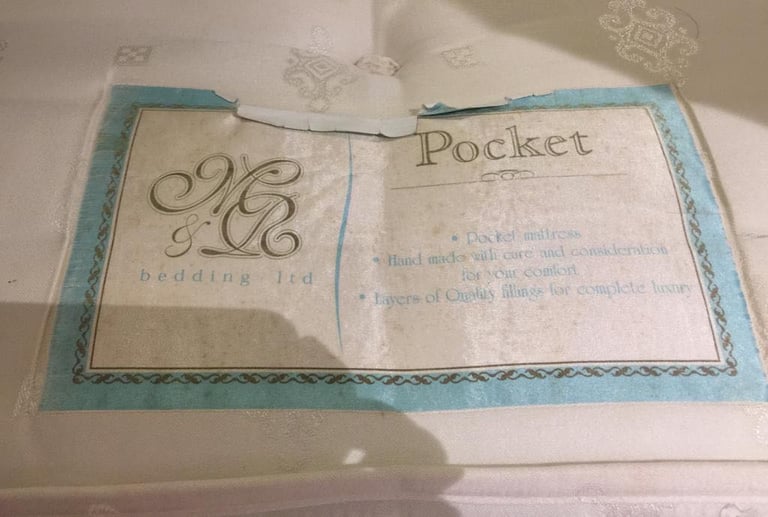 M
& R
bedding ltd
Pocket
• Pocket mattress
• Hand made with care and consideration
for your comfort
• Layers of Quality fillings for complete luxury